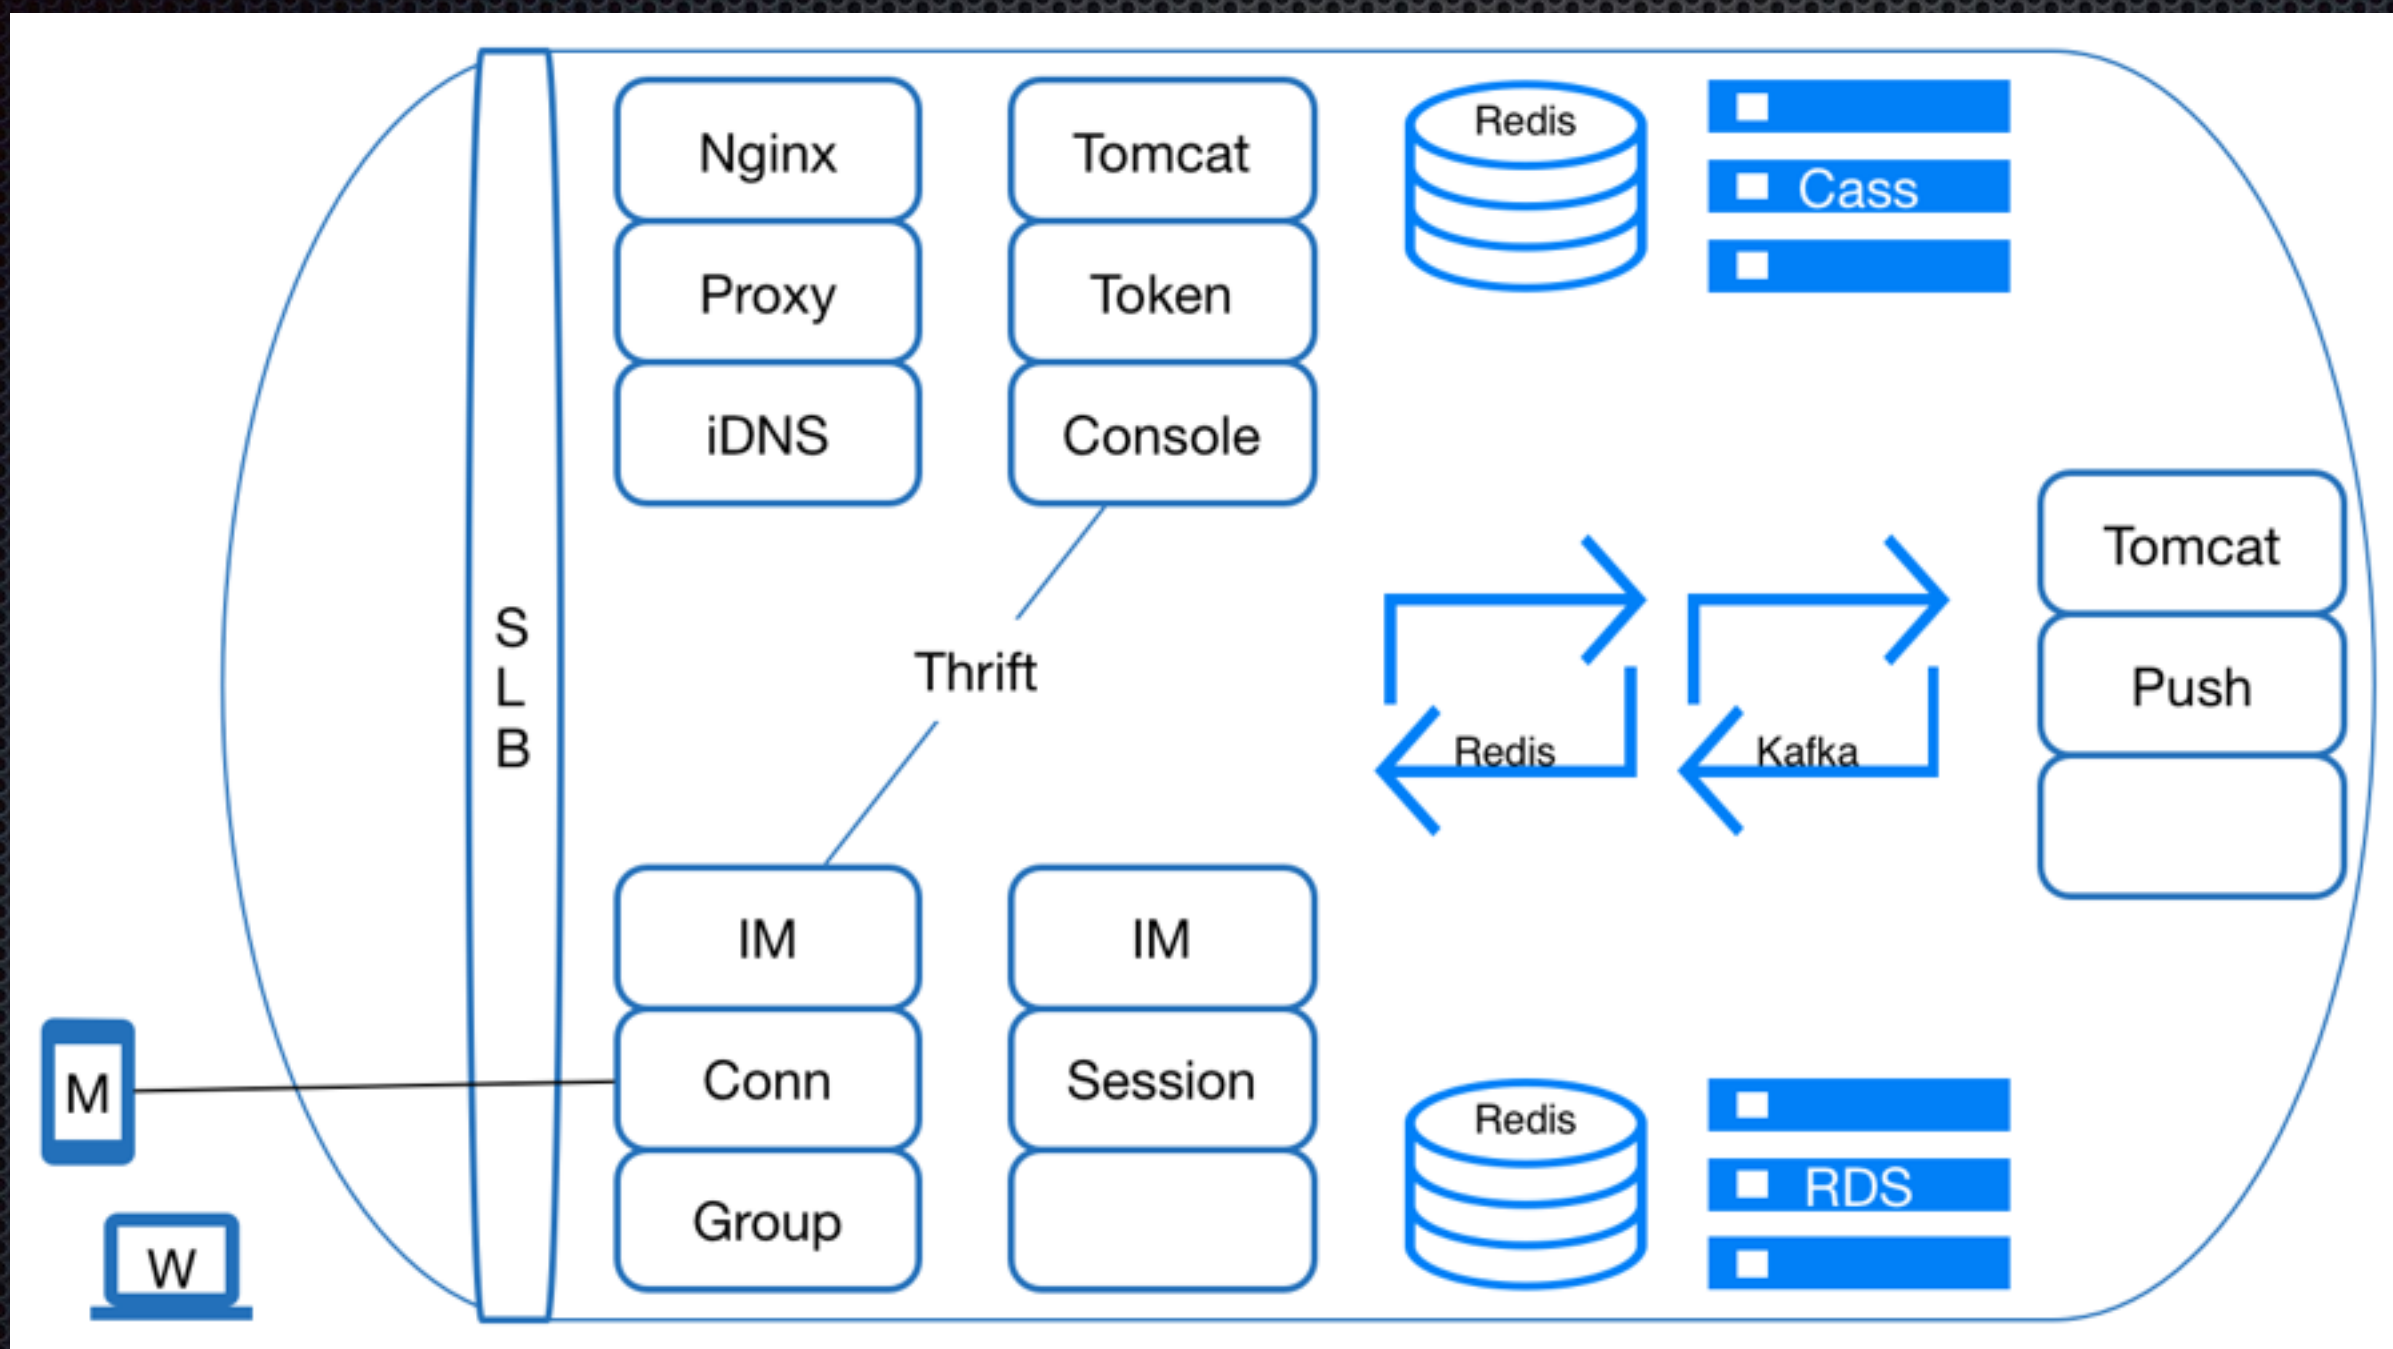 Nginx
Proxy
iDNS
Tomcat
Token
Console
Redis
Cass
S
L
B
Thrift
Redis
Kafka
Tomcat
Push
IM
Conn
Group
IM
Session
Redis
RDS
M
W